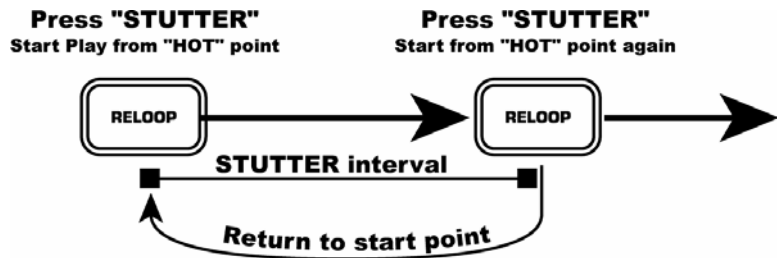 Press "STUTTER"
Start Play from "HOT" point
Press "STUTTER"
Start from "HOT" point again
RELOOP
RELOOP
STUTTER interval
Return to start point